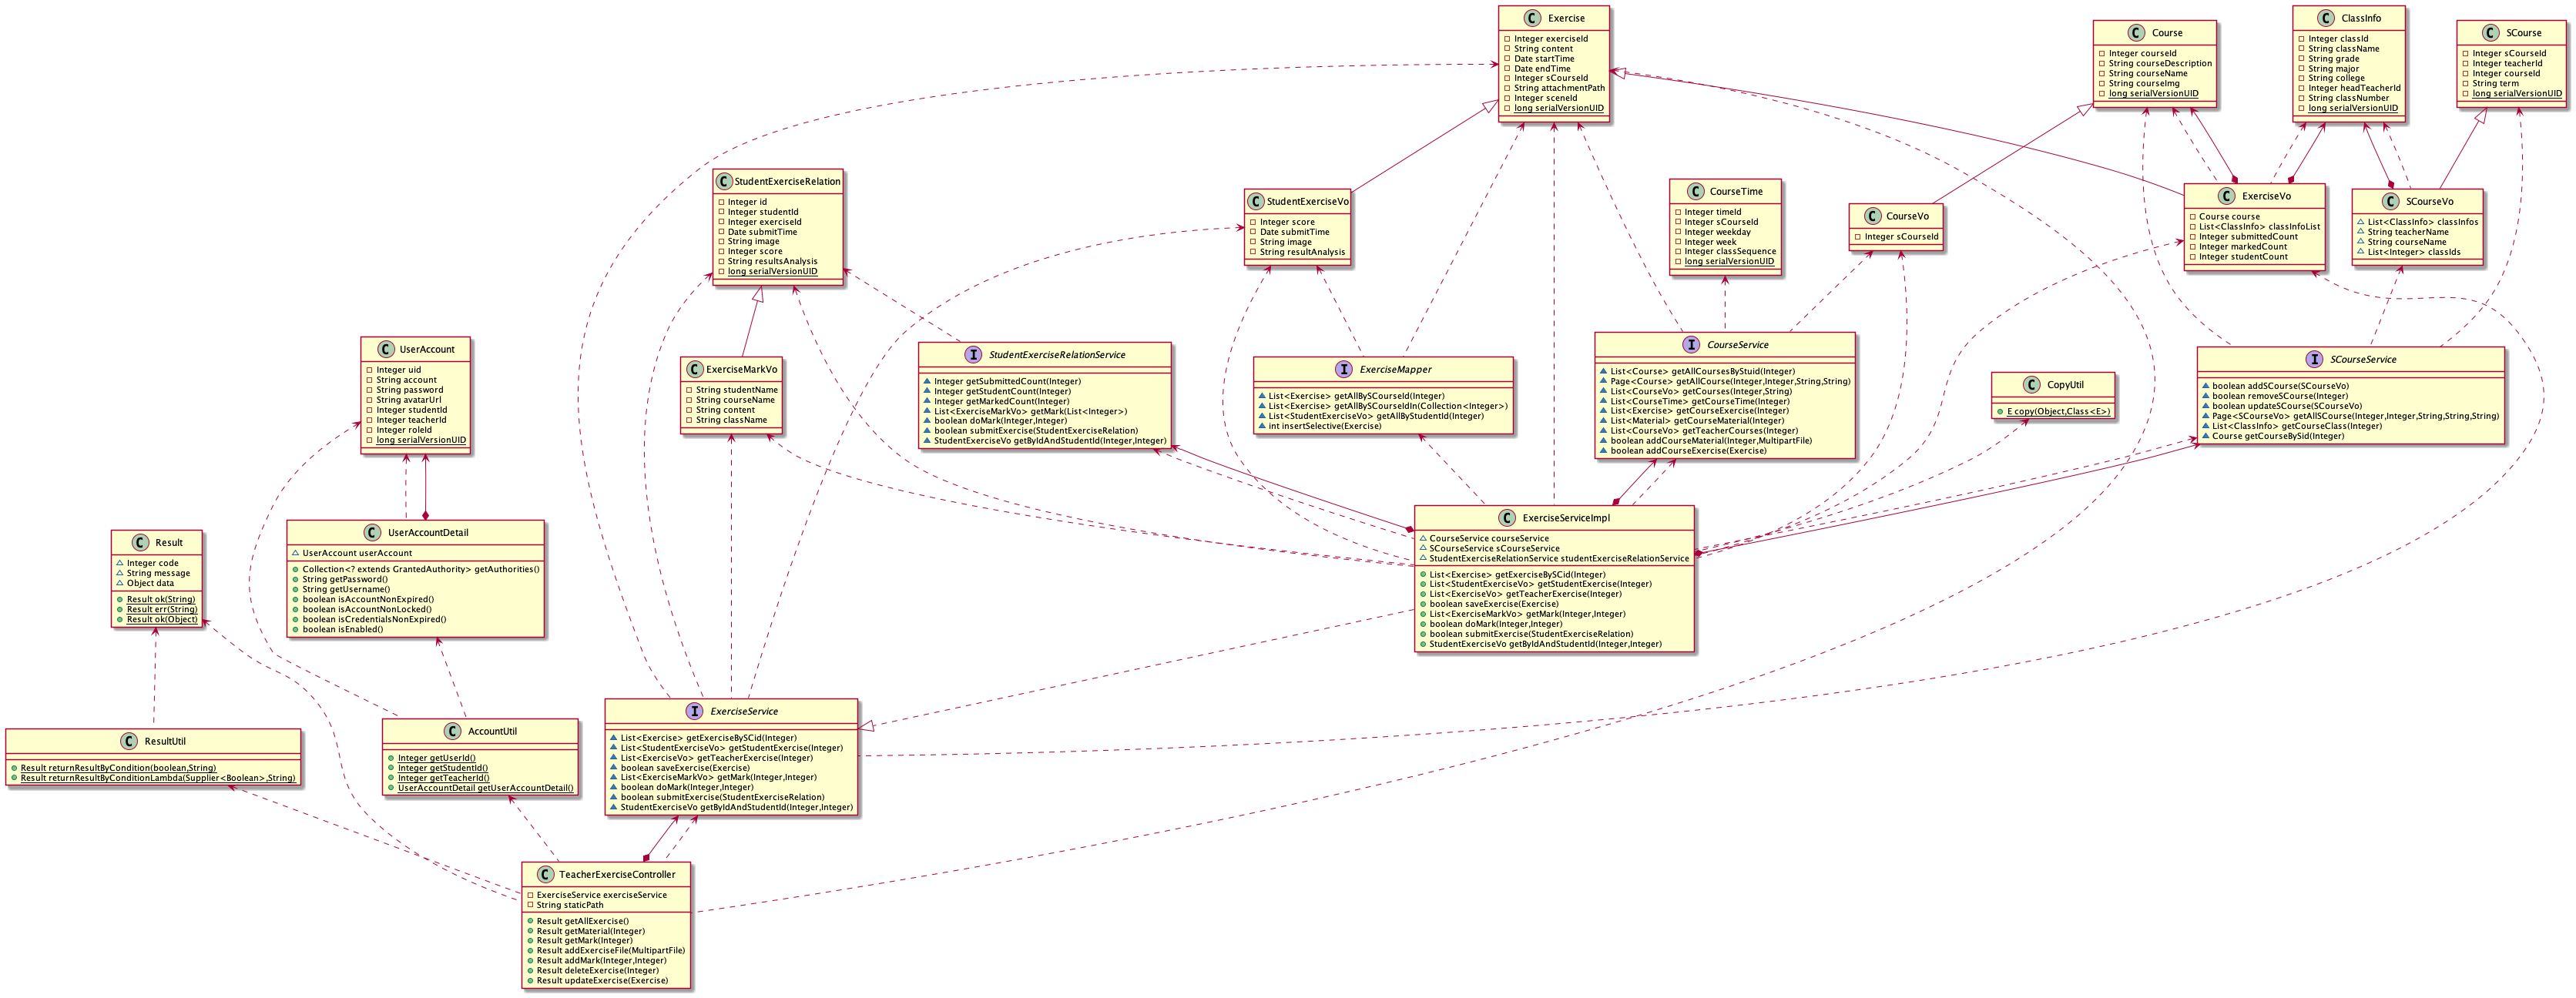 Exercise
Integer exerciseId
String content
Date startTime
Date endTime
Integer sCourseId
String attachmentPath
Integer sceneId
long serialVersionUID
Course
Integer courseId
String courseDescription
String courseName
String courseImg
long serialVersionUID
ClassInfo
Integer classId
String className
String grade
String major
String college
Integer headTeacherId
String classNumber
long serialVersionUID
SCourse
Integer sCourseId
Integer teacherId
Integer courseId
String term
long serialVersionUID
StudentExerciseRelation
Integer id
Integer studentId
Integer exerciseId
Date submitTime
String image
Integer score
String resultsAnalysis
long serialVersionUID
StudentExerciseVo
Integer score
Date submitTime
String image
String resultAnalysis
CourseTime
Integer timeId
Integer sCourseId
Integer weekday
Integer week
Integer classSequence
long serialVersionUID
CourseVo
Integer sCourseId
ExerciseVo
Course course
List<ClassInfo> classInfoList
Integer submittedCount
Integer markedCount
Integer studentCount
SCourseVo
List<ClassInfo> classInfos
String teacherName
String courseName
List<Integer> classIds
UserAccount
Integer uid
String account
String password
String avatarUrl
Integer studentId
Integer teacherId
Integer roleId
long serialVersionUID
ExerciseMarkVo
String studentName
String courseName
String content
String className
StudentExerciseRelationService
Integer getSubmittedCount(Integer)
Integer getStudentCount(Integer)
Integer getMarkedCount(Integer)
List<ExerciseMarkVo> getMark(List<Integer>)
boolean doMark(Integer,Integer)
boolean submitExercise(StudentExerciseRelation)
StudentExerciseVo getByIdAndStudentId(Integer,Integer)
ExerciseMapper
List<Exercise> getAllBySCourseId(Integer)
List<Exercise> getAllBySCourseIdIn(Collection<Integer>)
List<StudentExerciseVo> getAllByStudentId(Integer)
int insertSelective(Exercise)
CourseService
List<Course> getAllCoursesByStuid(Integer)
Page<Course> getAllCourse(Integer,Integer,String,String)
List<CourseVo> getCourses(Integer,String)
List<CourseTime> getCourseTime(Integer)
List<Exercise> getCourseExercise(Integer)
List<Material> getCourseMaterial(Integer)
List<CourseVo> getTeacherCourses(Integer)
boolean addCourseMaterial(Integer,MultipartFile)
boolean addCourseExercise(Exercise)
CopyUtil
E copy(Object,Class<E>)
SCourseService
boolean addSCourse(SCourseVo)
boolean removeSCourse(Integer)
boolean updateSCourse(SCourseVo)
Page<SCourseVo> getAllSCourse(Integer,Integer,String,String,String)
List<ClassInfo> getCourseClass(Integer)
Course getCourseBySid(Integer)
Result
Integer code
String message
Object data
Result ok(String)
Result err(String)
Result ok(Object)
UserAccountDetail
UserAccount userAccount
Collection<? extends GrantedAuthority> getAuthorities()
String getPassword()
String getUsername()
boolean isAccountNonExpired()
boolean isAccountNonLocked()
boolean isCredentialsNonExpired()
boolean isEnabled()
ExerciseServiceImpl
CourseService courseService
SCourseService sCourseService
StudentExerciseRelationService studentExerciseRelationService
List<Exercise> getExerciseBySCid(Integer)
List<StudentExerciseVo> getStudentExercise(Integer)
List<ExerciseVo> getTeacherExercise(Integer)
boolean saveExercise(Exercise)
List<ExerciseMarkVo> getMark(Integer,Integer)
boolean doMark(Integer,Integer)
boolean submitExercise(StudentExerciseRelation)
StudentExerciseVo getByIdAndStudentId(Integer,Integer)
ResultUtil
Result returnResultByCondition(boolean,String)
Result returnResultByConditionLambda(Supplier<Boolean>,String)
AccountUtil
Integer getUserId()
Integer getStudentId()
Integer getTeacherId()
UserAccountDetail getUserAccountDetail()
ExerciseService
List<Exercise> getExerciseBySCid(Integer)
List<StudentExerciseVo> getStudentExercise(Integer)
List<ExerciseVo> getTeacherExercise(Integer)
boolean saveExercise(Exercise)
List<ExerciseMarkVo> getMark(Integer,Integer)
boolean doMark(Integer,Integer)
boolean submitExercise(StudentExerciseRelation)
StudentExerciseVo getByIdAndStudentId(Integer,Integer)
TeacherExerciseController
ExerciseService exerciseService
String staticPath
Result getAllExercise()
Result getMaterial(Integer)
Result getMark(Integer)
Result addExerciseFile(MultipartFile)
Result addMark(Integer,Integer)
Result deleteExercise(Integer)
Result updateExercise(Exercise)